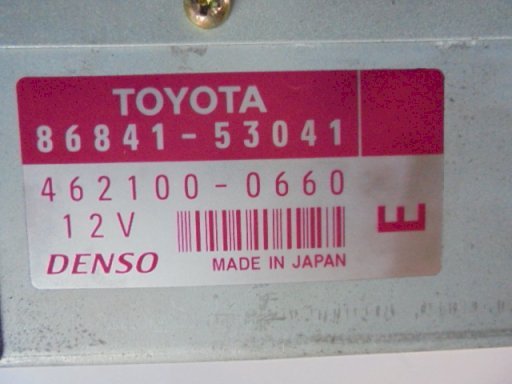 TOYOTA
86841-53041
462100-0660
12V
E
DENSO
MADE IN JAPAN